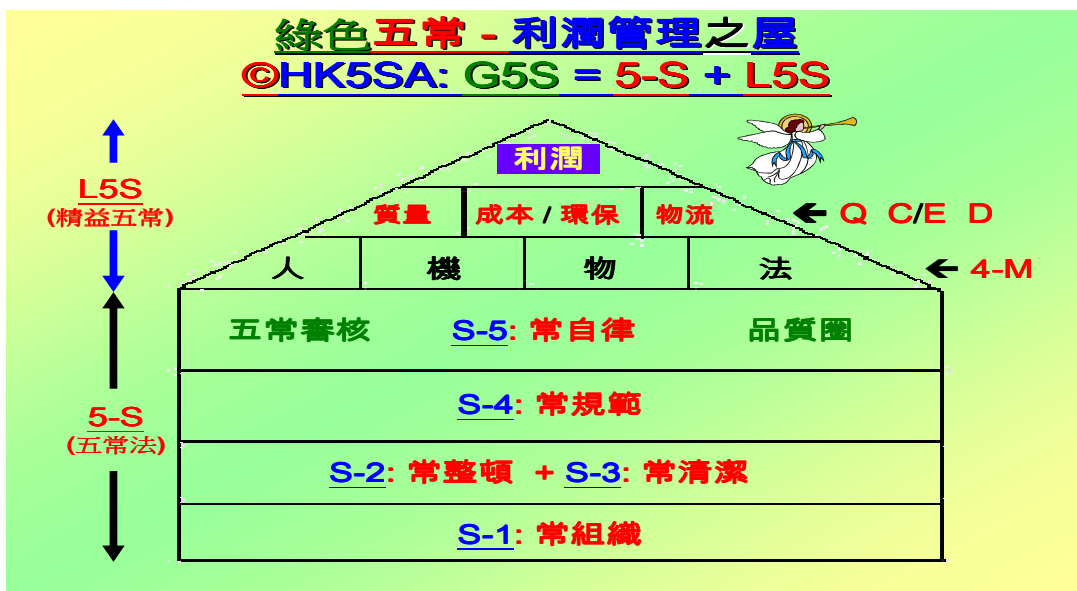 綠色五常 - 利潤管理之屋
©HK5SA: G5S = 5-S + L5S
利潤
L5S
(精益五常)
質量 成本 / 環保 物流 Q C/E D
人 機 物 法 4-M
五常審核 S-5: 常自律 品質圈
S-4: 常規範
5-S
(五常法)
S-2: 常整頓 + S-3: 常清潔
S-1: 常組織